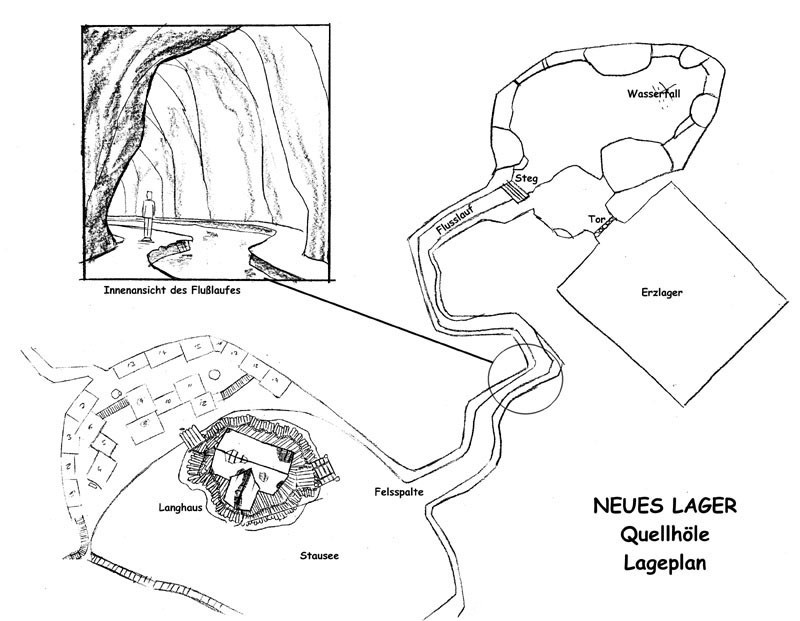 Wasserfall
Steg
Flusslauf
Tor
Innenansicht des Flußlaufes
Erzlager
Langhaus
Felsspalte
Stausee
NEUES LAGER
Quellhöle
Lageplan